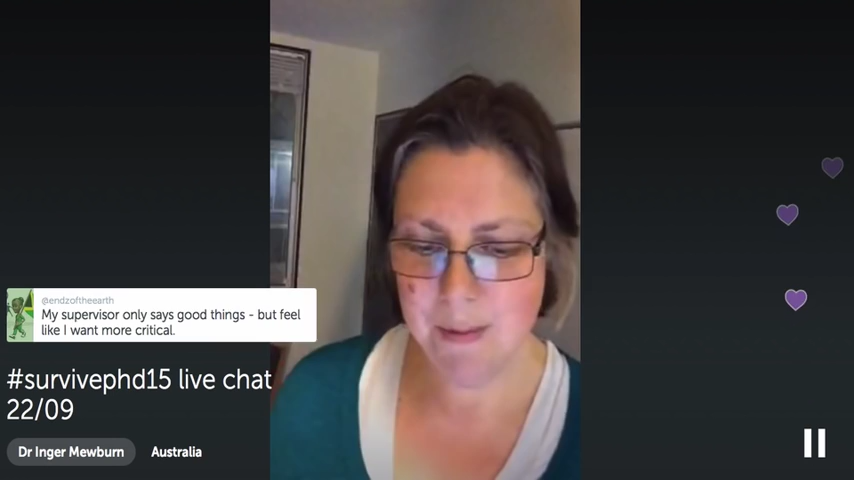 @endzoftheearth
My supervisor only says good things - but feel
like I want more critical.
#survivephd15 live chat
22/09
Dr Inger Mewburn
Australia